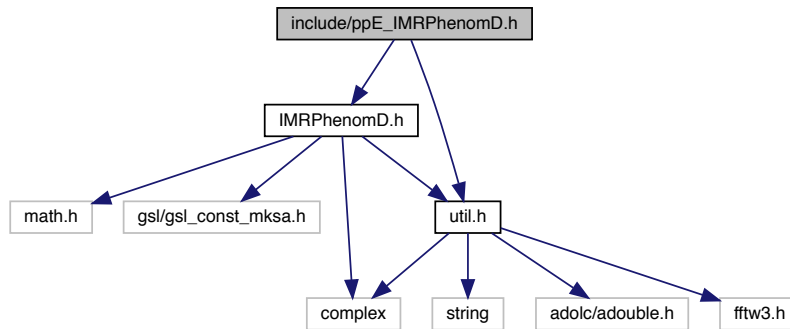 include/ppE_IMRPhenomD.h
IMRPhenomD.h
math.h
gsl/gsl_const_mksa.h
util.h
complex
string
adolc/adouble.h
fftw3.h